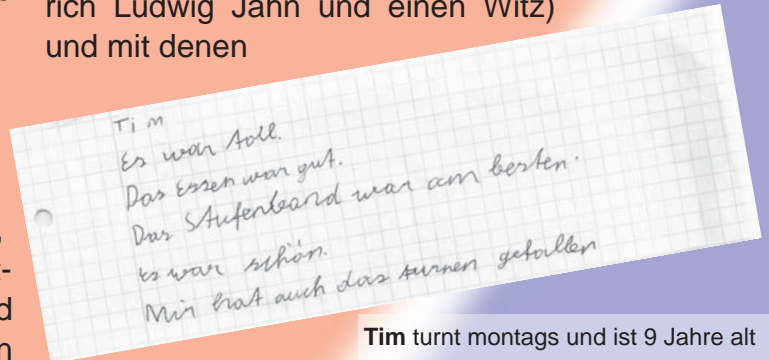 rich Ludwig Jahn und einen Witz)
und mit denen
Tim
Es war toll.
Das Essen war gut.
Das Stufenbarrd war am besten.
Es war schön.
Mir hat auch das turnen gefallen
Tim turnt montags und ist 9 Jahre alt